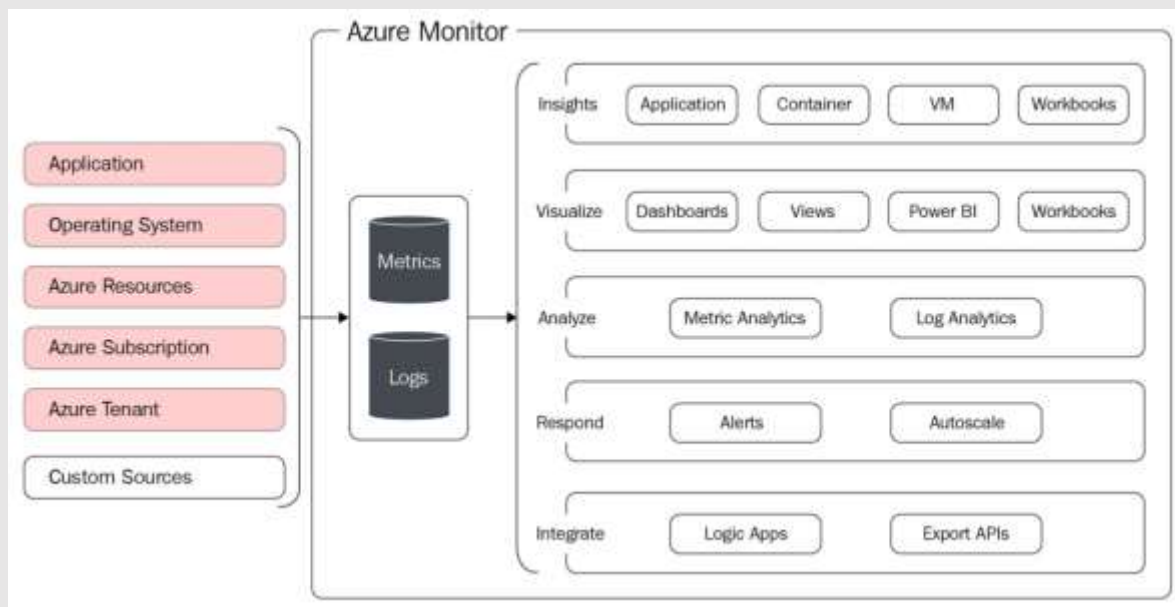 Azure Monitor
Application
Operating System
Azure Resources
Azure Subscription
Azure Tenant
Custom Sources
Metrics
Logs
Insights
Application
Container
VM
Workbooks
Visualize
Dashboards
Views
Power BI
Workbooks
Analyze
Metric Analytics
Log Analytics
Respond
Alerts
Autoscale
Integrate
Logic Apps
Export APIs